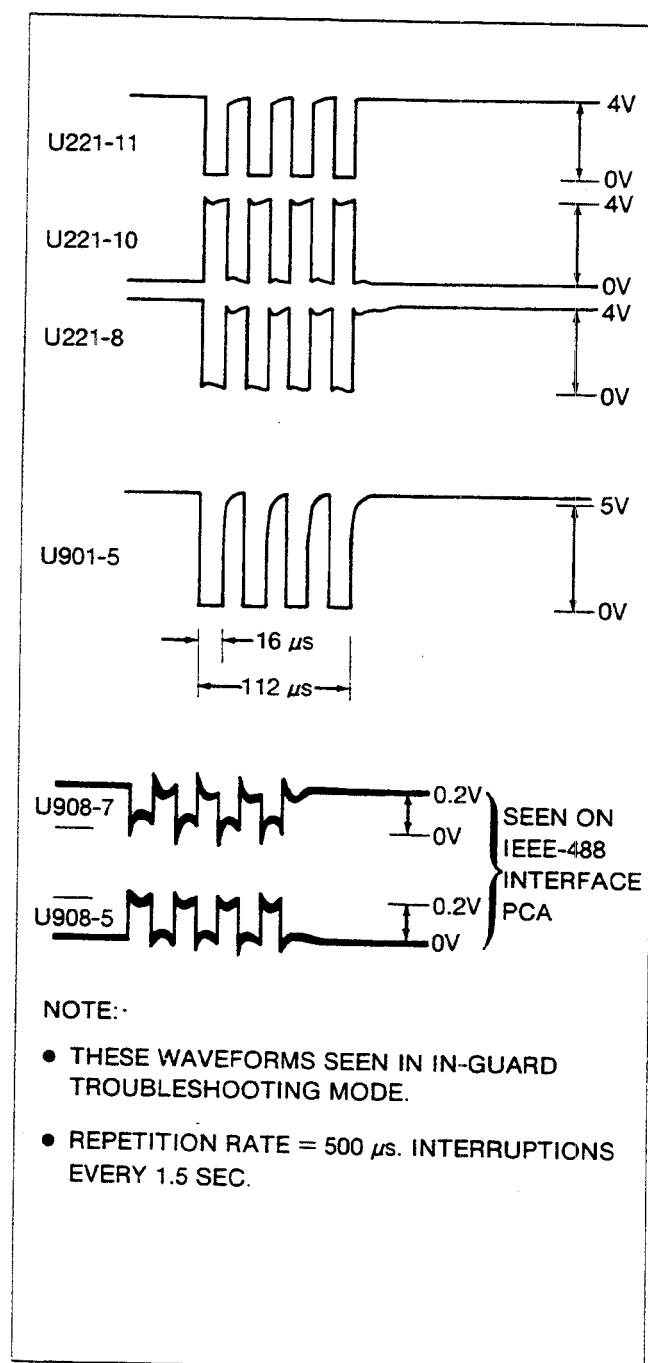 U221-11
4V
0V
U221-10
4V
0V
U221-8
4V
0V
U901-5
5V
0V
16 µs
112 µs
U908-7
0.2V
0V
U908-5
0.2V
0V
SEEN ON
IEEE-488
INTERFACE
PCA
NOTE:
● THESE WAVEFORMS SEEN IN IN-GUARD
TROUBLESHOOTING MODE.
● REPETITION RATE = 500 µs. INTERRUPTIONS
EVERY 1.5 SEC.